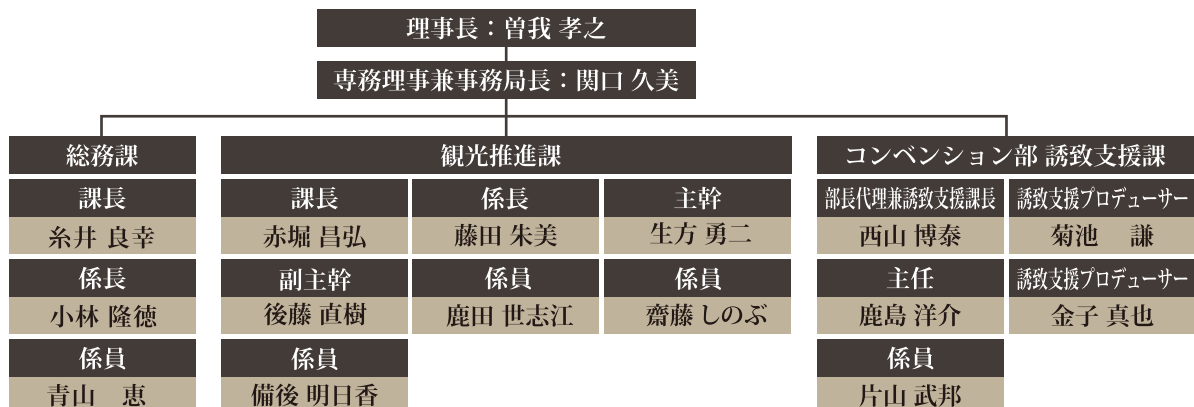 理事長：曽我 孝之
専務理事兼事務局長：関口 久美
総務課
課長
糸井 良幸
係長
小林 隆徳
係員
青山　恵
観光推進課
課長
赤堀 昌弘
係長
藤田 朱美
主幹
生方 勇二
副主幹
後藤 直樹
係員
鹿田 世志江
係員
齋藤 しのぶ
係員
備後 明日香
コンベンション部 誘致支援課
部長代理兼誘致支援課長
西山 博泰
誘致支援プロデューサー
菊池　謙
主任
鹿島 洋介
誘致支援プロデューサー
金子 真也
係員
片山 武邦